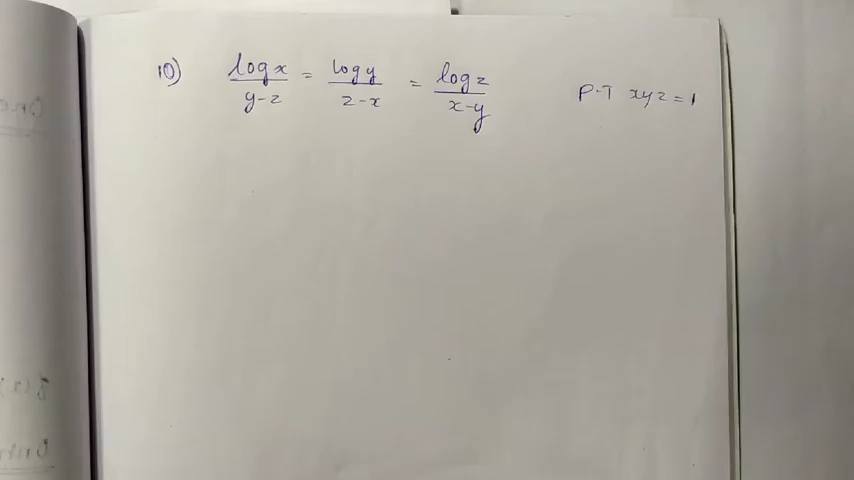 10) log x / y-z = log y / z-x = log z / x-y P.T xyz = 1